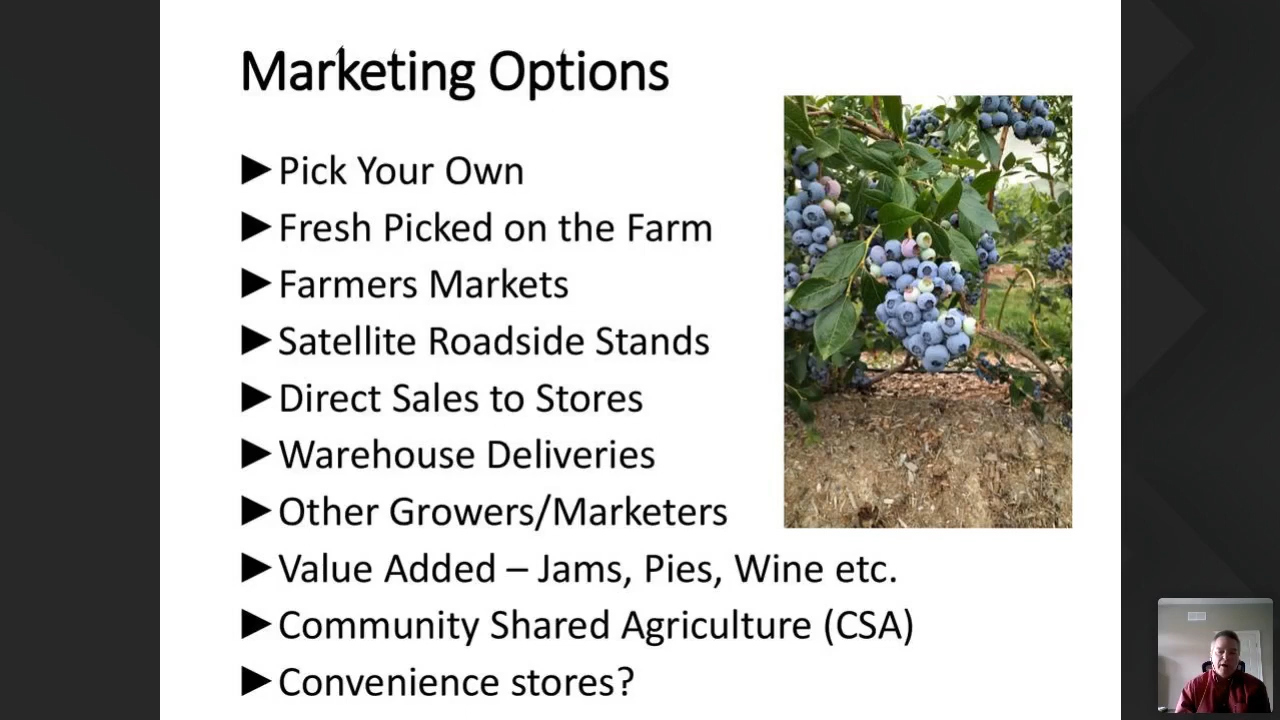 Marketing Options
►Pick Your Own
►Fresh Picked on the Farm
►Farmers Markets
►Satellite Roadside Stands
►Direct Sales to Stores
►Warehouse Deliveries
►Other Growers/Marketers
►Value Added – Jams, Pies, Wine etc.
►Community Shared Agriculture (CSA)
►Convenience stores?